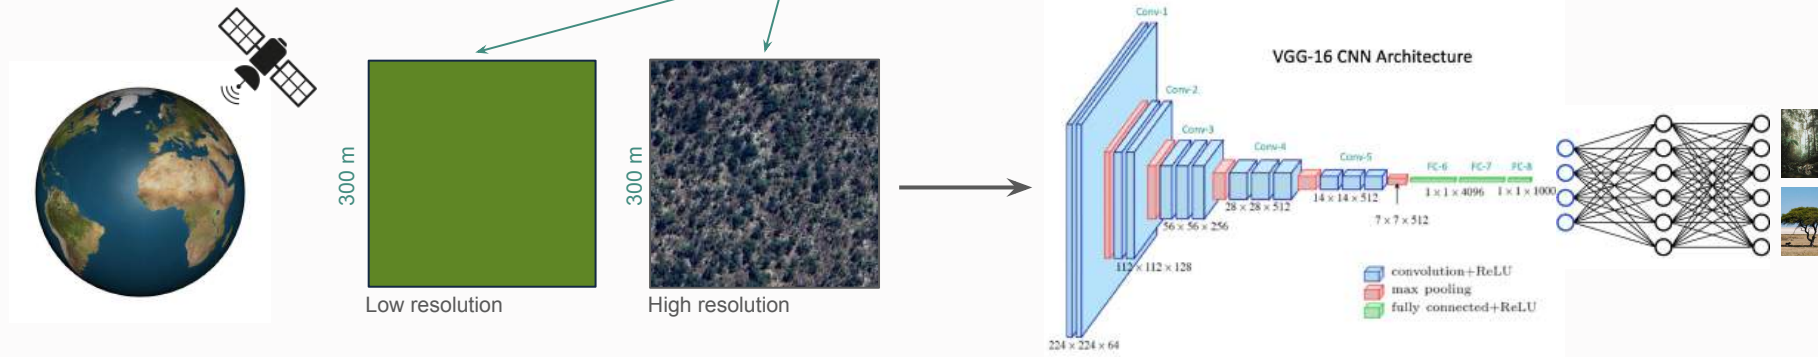 300 m
Low resolution
300 m
High resolution
VGG-16 CNN Architecture
Conv-1
Conv-2
Conv-3
Conv-4
Conv-5
FC-6
FC-7
FC-8
1 × 1 × 4096
1 × 1 × 1000
7 × 7 × 512
14 × 14 × 512
28 × 28 × 512
56 × 56 × 256
112 × 112 × 128
224 × 224 × 64
convolution+ReLU
max pooling
fully connected+ReLU